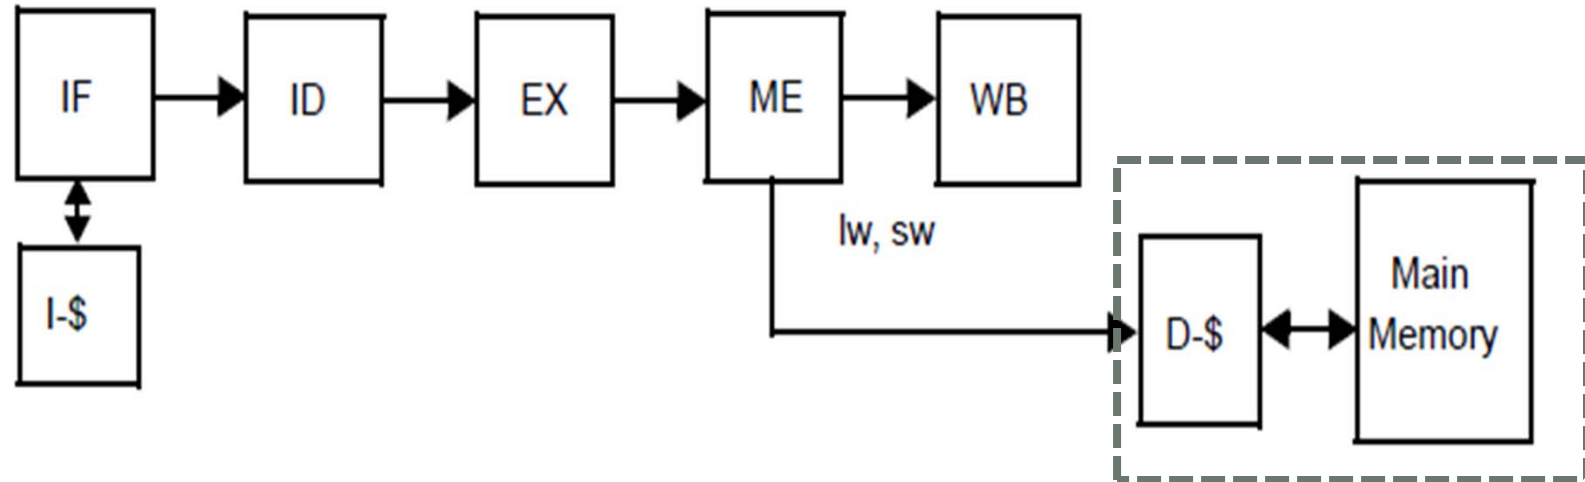 IF
ID
EX
ME
WB
lw, sw
I-$
D-$
Main
Memory